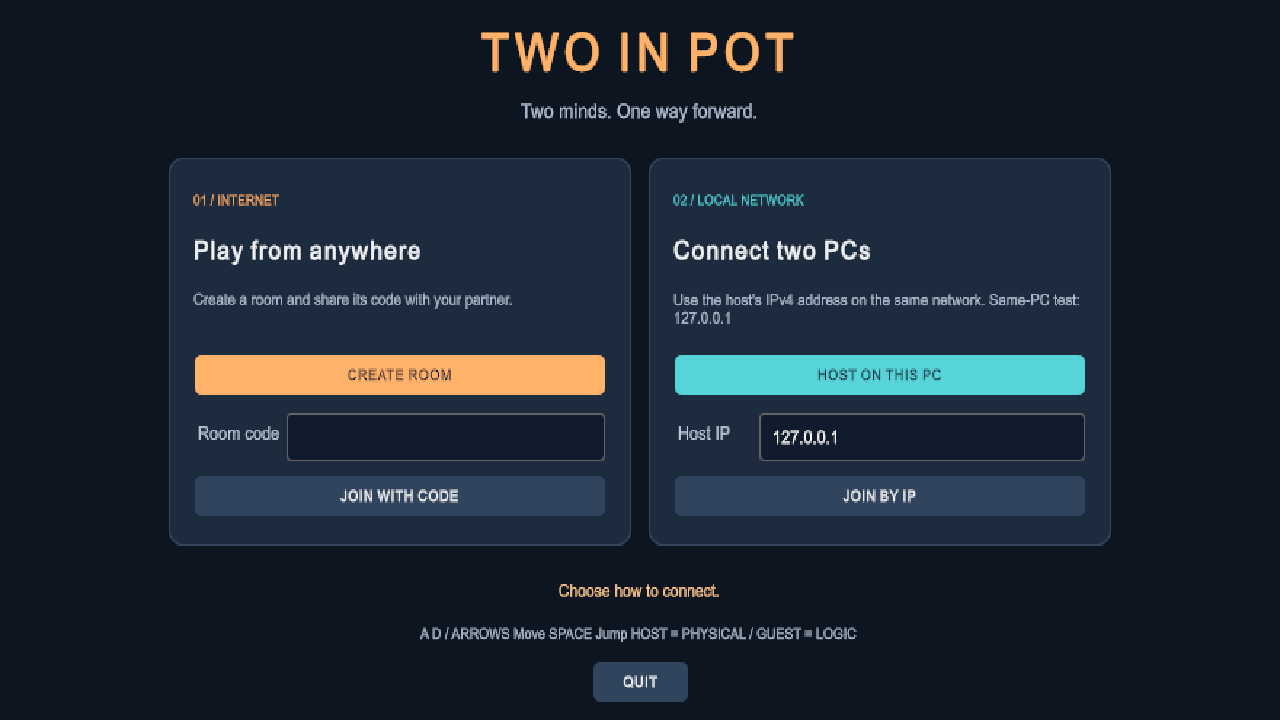 TWO IN POT
Two minds. One way forward.
01 / INTERNET
Play from anywhere
Create a room and share its code with your partner.
CREATE ROOM
Room code
JOIN WITH CODE
02 / LOCAL NETWORK
Connect two PCs
Use the host's IPv4 address on the same network. Same-PC test:
127.0.0.1
HOST ON THIS PC
Host IP
127.0.0.1
JOIN BY IP
Choose how to connect.
A D / ARROWS Move SPACE Jump HOST = PHYSICAL / GUEST = LOGIC
QUIT